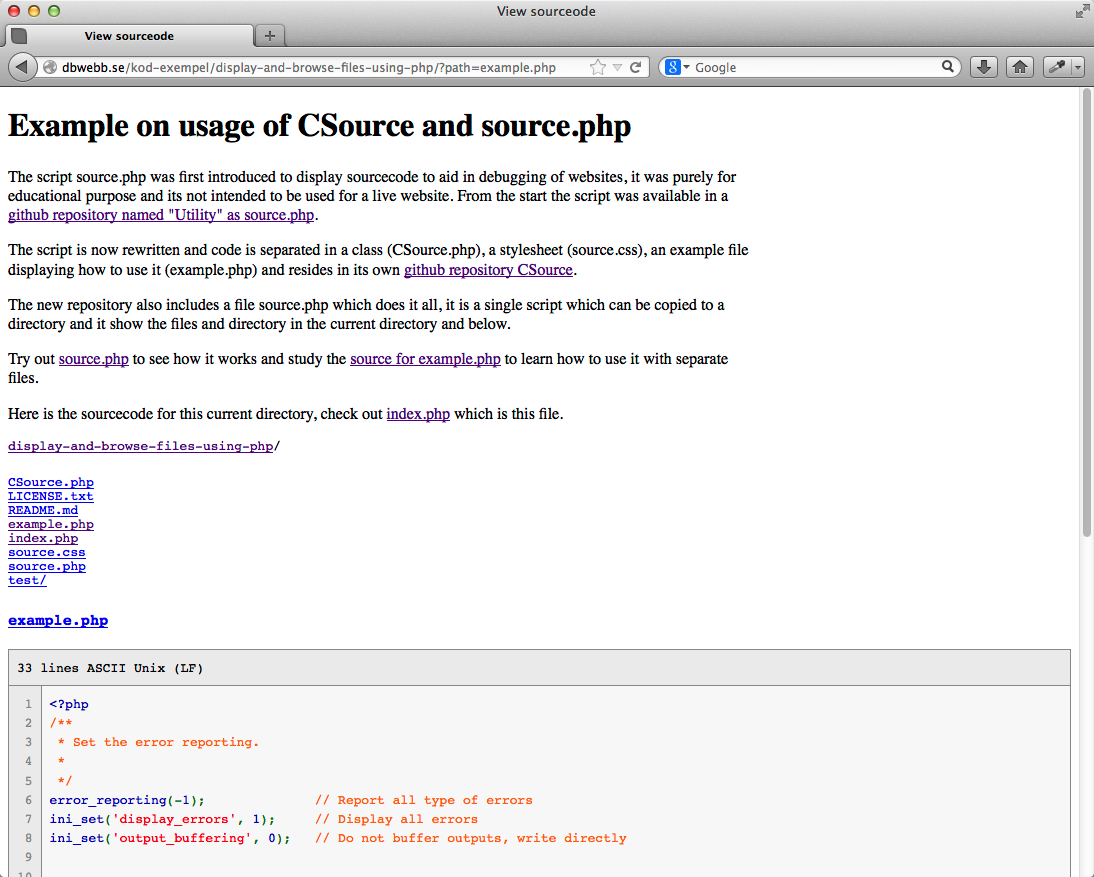 View sourceode
View sourceode
dbwebb.se/kod-exempel/display-and-browse-files-using-php/?path=example.php
8 Google
Example on usage of CSource and source.php
The script source.php was first introduced to display sourcecode to aid in debugging of websites, it was purely for
educational purpose and its not intended to be used for a live website. From the start the script was available in a
github repository named "Utility" as source.php.
The script is now rewritten and code is separated in a class (CSource.php), a stylesheet (source.css), an example file
displaying how to use it (example.php) and resides in its own github repository CSource.
The new repository also includes a file source.php which does it all, it is a single script which can be copied to a
directory and it show the files and directory in the current directory and below.
Try out source.php to see how it works and study the source for example.php to learn how to use it with separate
files.
Here is the sourcecode for this current directory, check out index.php which is this file.
display-and-browse-files-using-php/
CSource.php
LICENSE.txt
README.md
example.php
index.php
source.css
source.php
test/
example.php
33 lines ASCII Unix (LF)
1 <?php
2 /**
3 * Set the error reporting.
4 *
5 */
6 error_reporting(-1); // Report all type of errors
7 ini_set('display_errors', 1); // Display all errors
8 ini_set('output_buffering', 0); // Do not buffer outputs, write directly
9
10